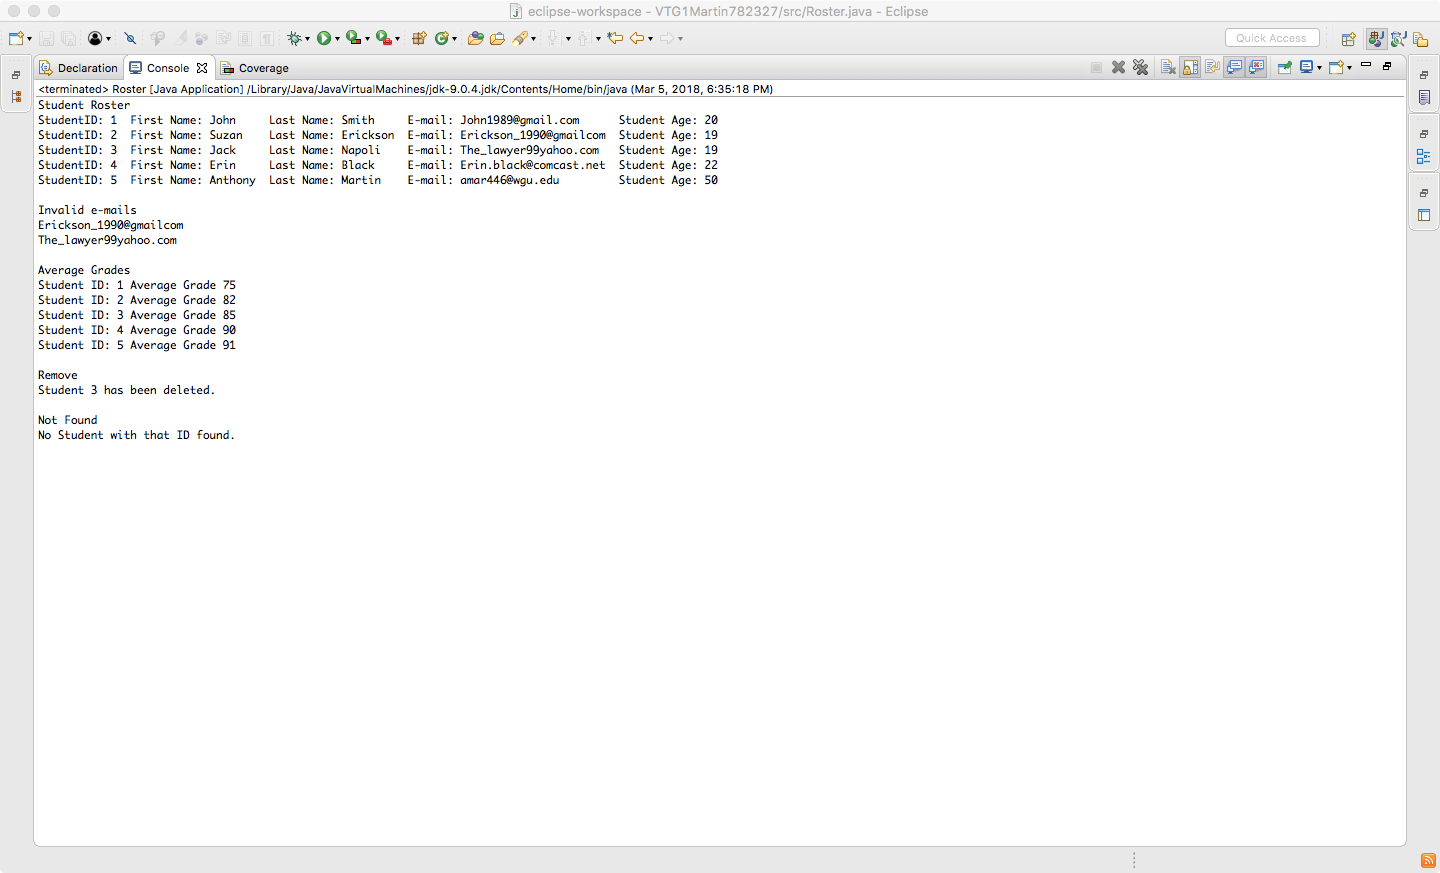 eclipse-workspace - VTG1Martin782327/src/Roster.java - Eclipse
Quick Access
Declaration Console Coverage
<terminated> Roster [Java Application] /Library/Java/JavaVirtualMachines/jdk-9.0.4.jdk/Contents/Home/bin/java (Mar 5, 2018, 6:35:18 PM)
Student Roster
StudentID: 1  First Name: John     Last Name: Smith     E-mail: John1989@gmail.com      Student Age: 20
StudentID: 2  First Name: Suzan    Last Name: Erickson  E-mail: Erickson_1990@gmailcom  Student Age: 19
StudentID: 3  First Name: Jack     Last Name: Napoli    E-mail: The_lawyer99yahoo.com   Student Age: 19
StudentID: 4  First Name: Erin     Last Name: Black     E-mail: Erin.black@comcast.net  Student Age: 22
StudentID: 5  First Name: Anthony  Last Name: Martin    E-mail: amar446@wgu.edu         Student Age: 50
Invalid e-mails
Erickson_1990@gmailcom
The_lawyer99yahoo.com
Average Grades
Student ID: 1 Average Grade 75
Student ID: 2 Average Grade 82
Student ID: 3 Average Grade 85
Student ID: 4 Average Grade 90
Student ID: 5 Average Grade 91
Remove
Student 3 has been deleted.
Not Found
No Student with that ID found.